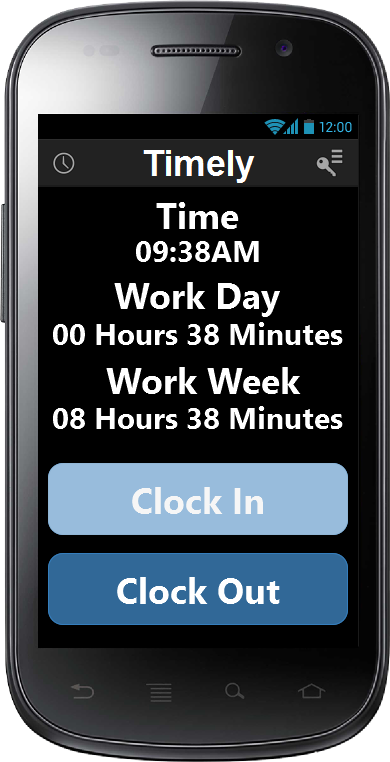 12:00
Timely
Time
09:38AM
Work Day
00 Hours 38 Minutes
Work Week
08 Hours 38 Minutes
Clock In
Clock Out